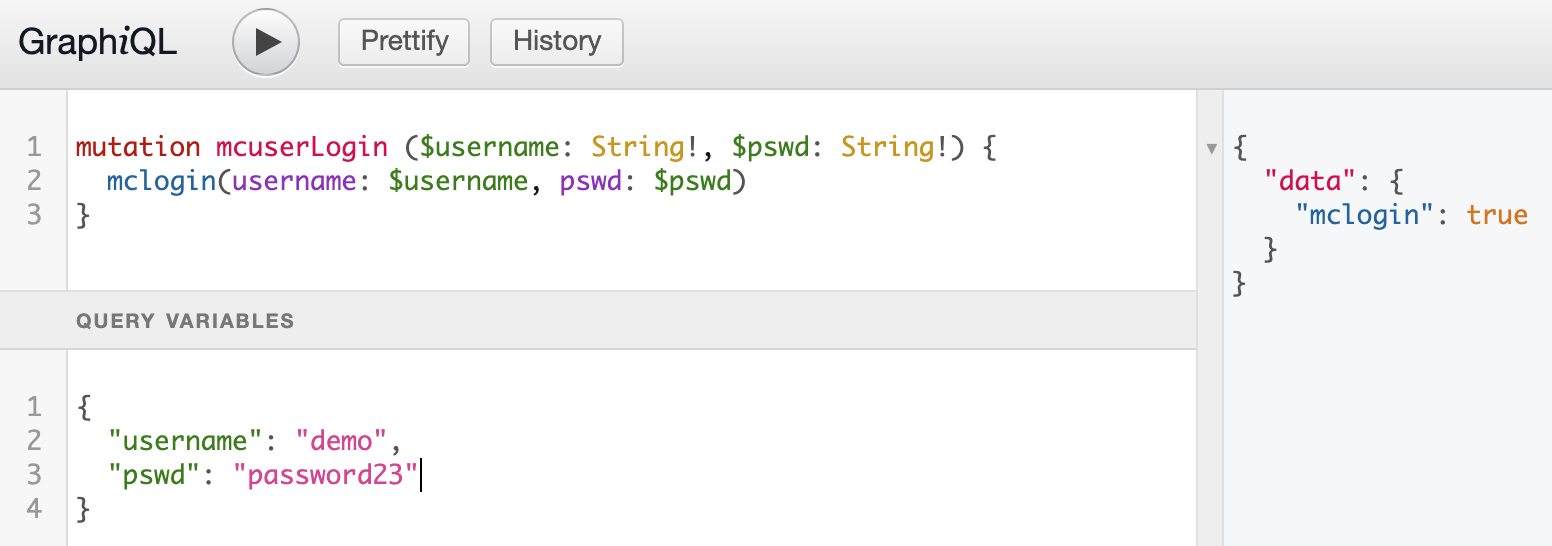 GraphiQL Prettify History
1 mutation mcuserLogin ($username: String!, $pswd: String!) {
2 mclogin(username: $username, pswd: $pswd)
3 }
QUERY VARIABLES
1 {
2 "username": "demo",
3 "pswd": "password23"
4 }
{
"data": {
"mclogin": true
}
}